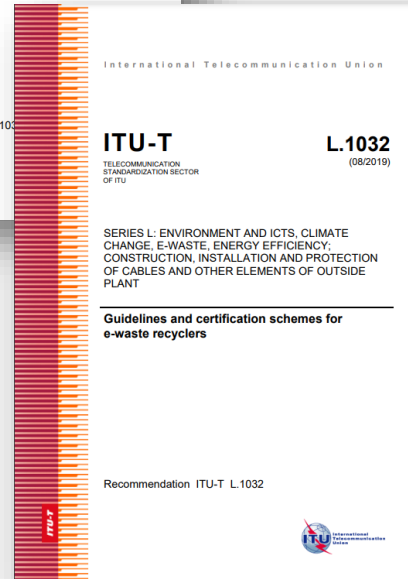 International Telecommunication Union
103
ITU-T
L.1032
TELECOMMUNICATION
(08/2019)
STANDARDIZATION SECTOR
OF ITU
SERIES L: ENVIRONMENT AND ICTS, CLIMATE
CHANGE, E-WASTE, ENERGY EFFICIENCY;
CONSTRUCTION, INSTALLATION AND PROTECTION
OF CABLES AND OTHER ELEMENTS OF OUTSIDE
PLANT
Guidelines and certification schemes for
e-waste recyclers
Recommendation ITU-T L.1032
ITU-T
ITU
International
Telecommunication
Union